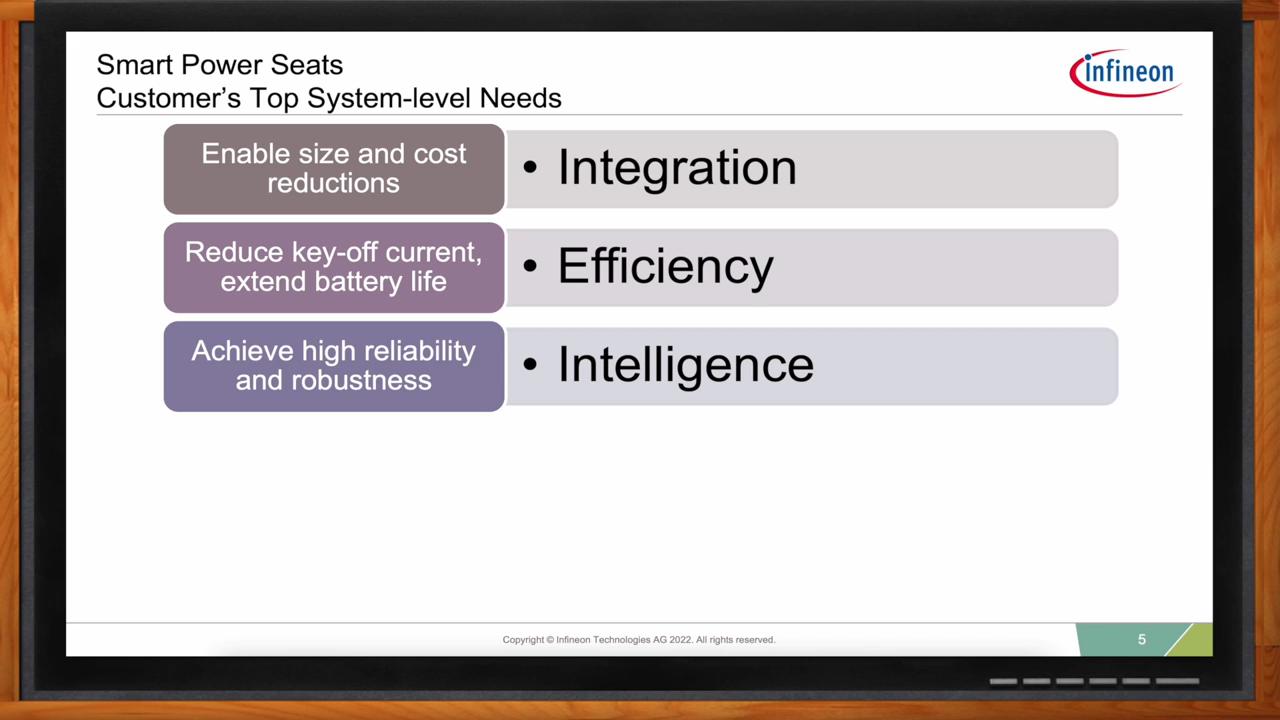 Smart Power Seats
Customer’s Top System-level Needs
infineon
Enable size and cost
reductions
• Integration
Reduce key-off current,
extend battery life
• Efficiency
Achieve high reliability
and robustness
• Intelligence
Copyright © Infineon Technologies AG 2022. All rights reserved.
5